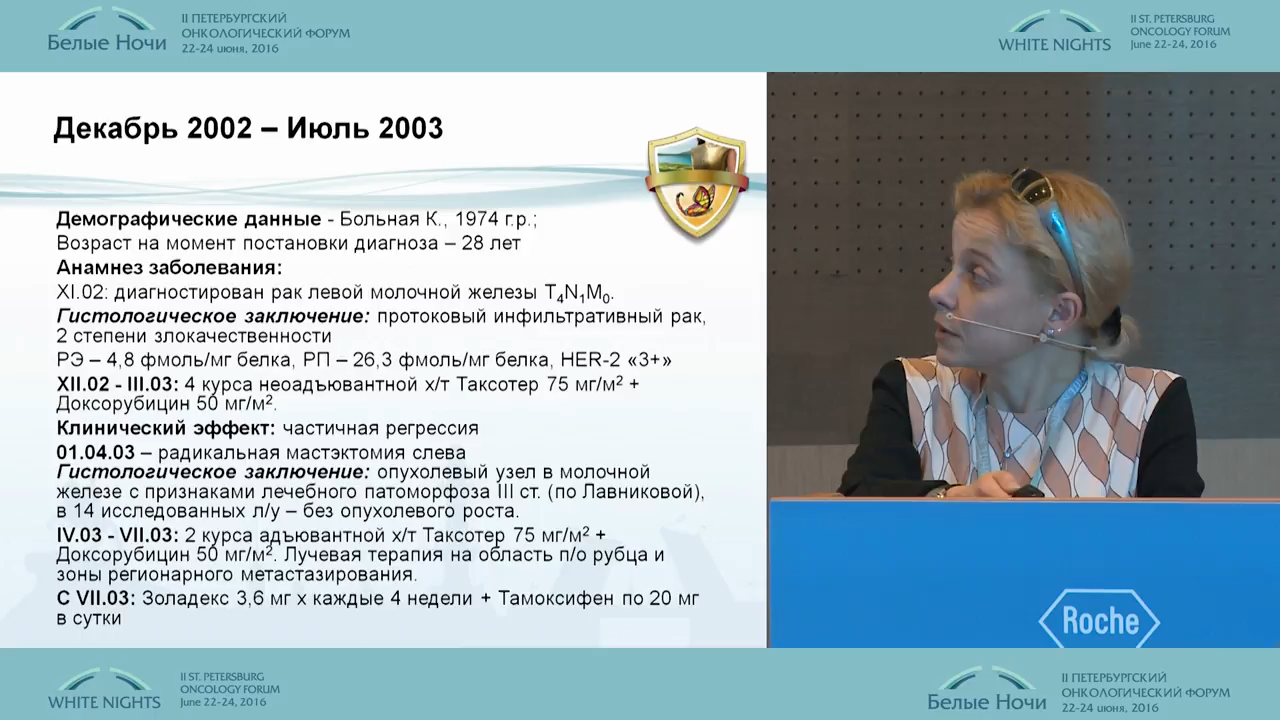 Белые Ночи
II ПЕТЕРБУРГСКИЙ
ОНКОЛОГИЧЕСКИЙ ФОРУМ
22-24 июня, 2016
WHITE NIGHTS
II ST. PETERSBURG
ONCOLOGY FORUM
June 22-24, 2016
Декабрь 2002 – Июль 2003
Демографические данные - Больная К., 1974 г.р.;
Возраст на момент постановки диагноза – 28 лет
Анамнез заболевания:
XI.02: диагностирован рак левой молочной железы T₄N₁M₀.
Гистологическое заключение: протоковый инфильтративный рак,
2 степени злокачественности
РЭ – 4,8 фмоль/мг белка, РП – 26,3 фмоль/мг белка, HER-2 «3+»
XII.02 - III.03: 4 курса неоадъювантной х/т Таксотер 75 мг/м² +
Доксорубицин 50 мг/м².
Клинический эффект: частичная регрессия
01.04.03 – радикальная мастэктомия слева
Гистологическое заключение: опухолевый узел в молочной
железе с признаками лечебного патоморфоза III ст. (по Лавниковой),
в 14 исследованных л/у – без опухолевого роста.
IV.03 - VII.03: 2 курса адъювантной х/т Таксотер 75 мг/м² +
Доксорубицин 50 мг/м². Лучевая терапия на область п/о рубца и
зоны регионарного метастазирования.
С VII.03: Золадекс 3,6 мг х каждые 4 недели + Тамоксифен по 20 мг
в сутки
Roche
WHITE NIGHTS
II ST. PETERSBURG
ONCOLOGY FORUM
June 22-24, 2016
Белые Ночи
II ПЕТЕРБУРГСКИЙ
ОНКОЛОГИЧЕСКИЙ ФОРУМ
22-24 июня, 2016